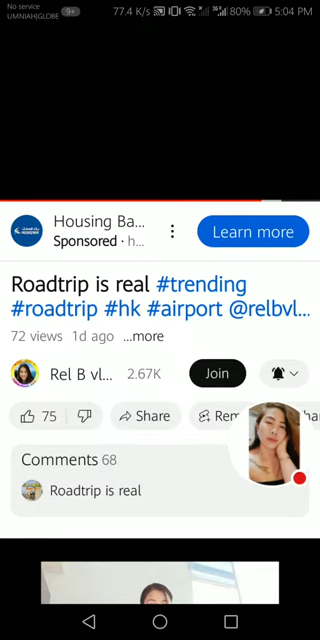 No service
UMNIAH|GLOBE
9+
77.4 K/s
80%
5:04 PM
Housing Ba...
Sponsored · h...
Learn more
Roadtrip is real #trending
#roadtrip #hk #airport @relbvl...
72 views 1d ago ...more
Rel B vl... 2.67K
Join
75
Share
Rem
Comments 68
Roadtrip is real